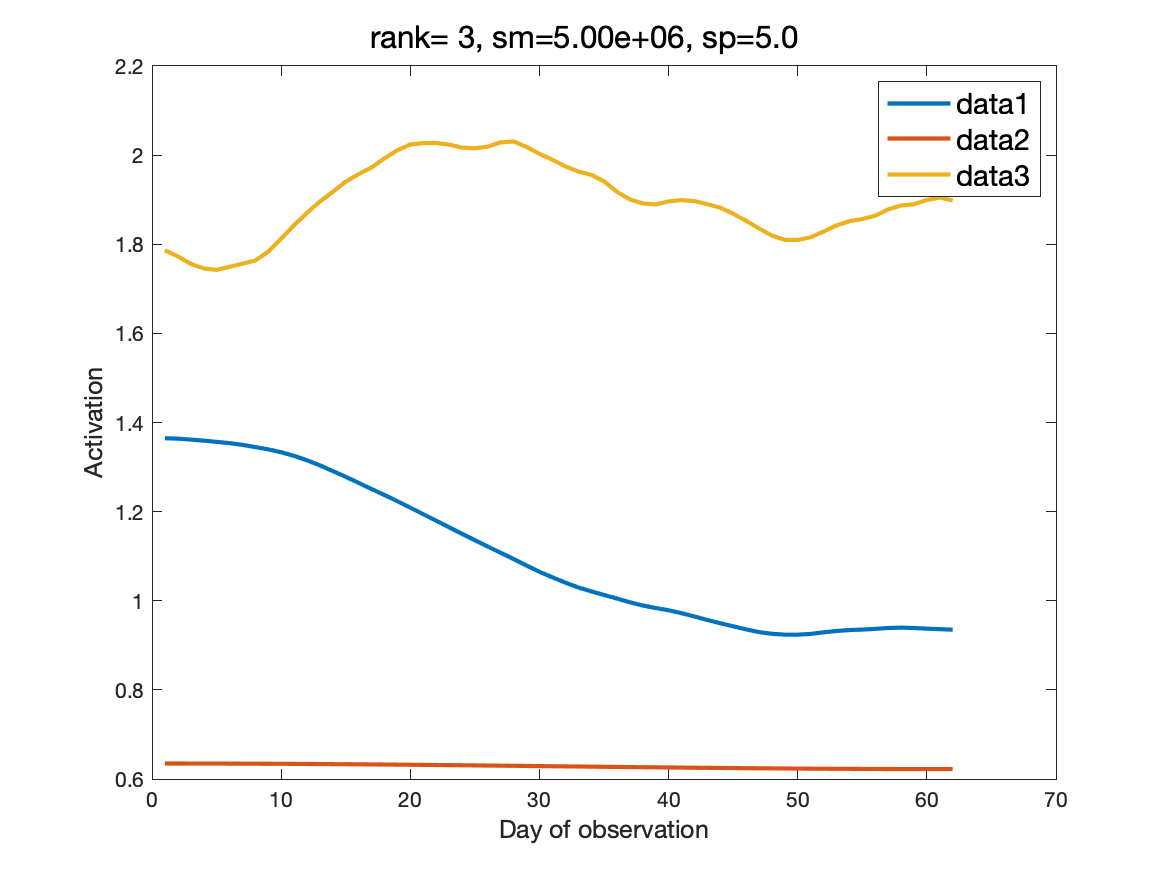 rank= 3, sm=5.00e+06, sp=5.0
data1
data2
data3
2.2
2
1.8
1.6
1.4
1.2
1
0.8
0.6
Activation
0
10
20
30
40
50
60
70
Day of observation